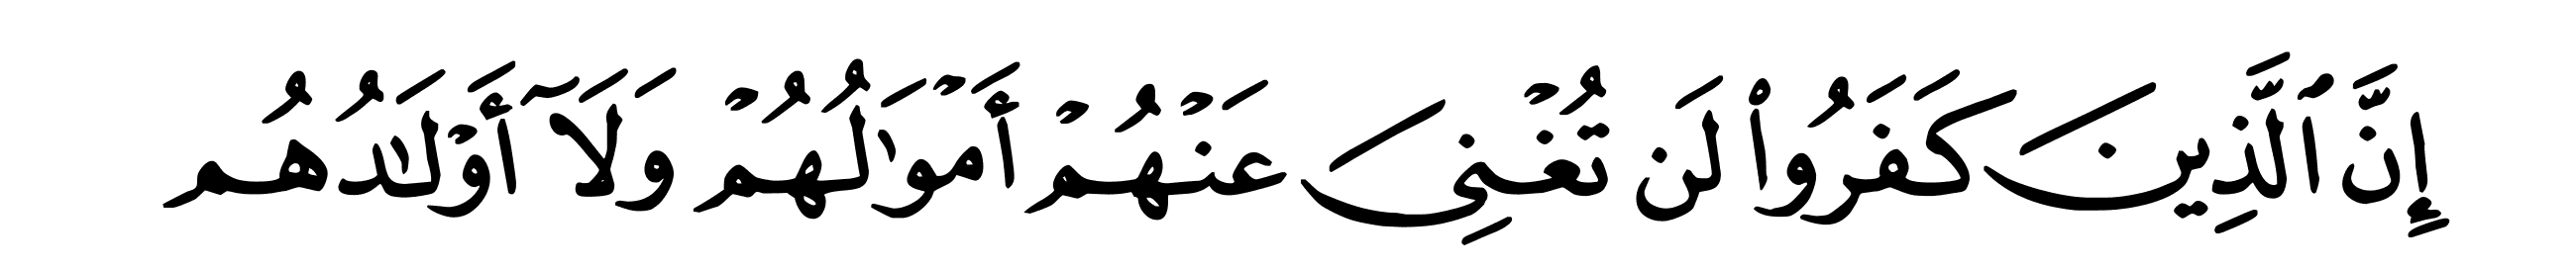 إِنَّ ٱلَّذِينَ كَفَرُوا۟ لَن تُغْنِىَ عَنْهُمْ أَمْوَٰلُهُمْ وَلَآ أَوْلَـٰدُهُم